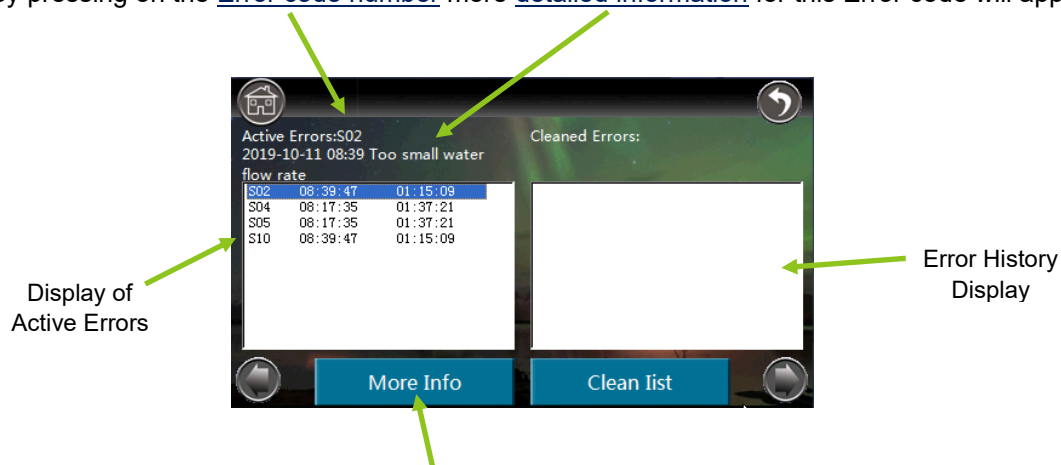 y pressing on the Error code number more detailed information for this Error code will app
Active Errors:S02
2019-10-11 08:39 Too small water
flow rate
S02 08:39:47 01:15:09
S04 08:17:35 01:37:21
S05 08:17:35 01:37:21
S10 08:39:47 01:15:09
Cleaned Errors:
Display of
Active Errors
Error History
Display
More Info
Clean Iist